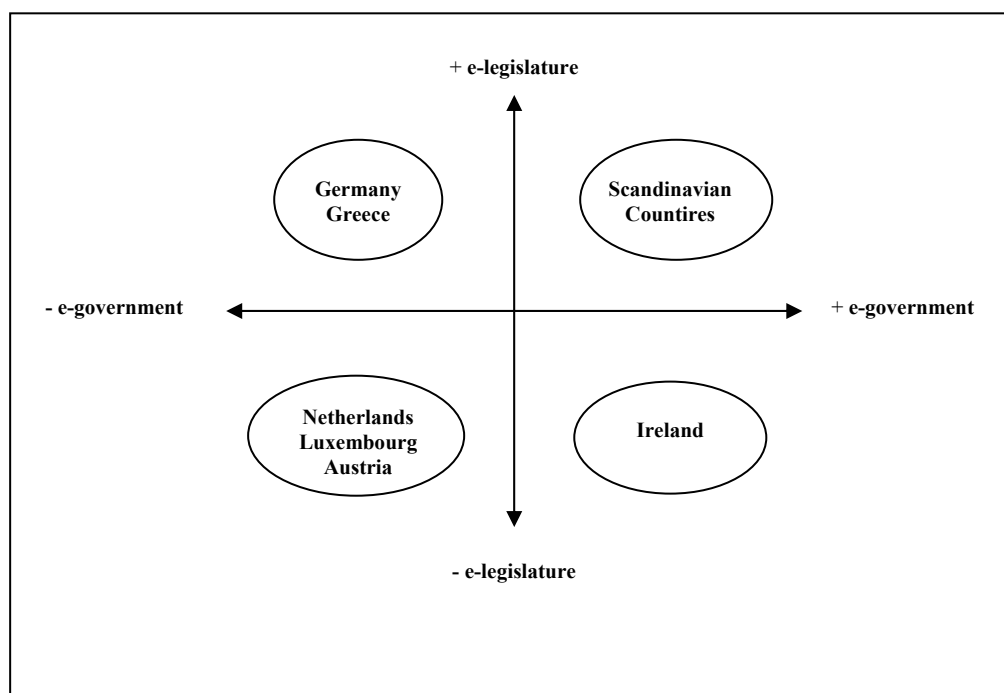 + e-legislature
Germany
Greece
Scandinavian
Countires
- e-government
+ e-government
Netherlands
Luxembourg
Austria
Ireland
- e-legislature